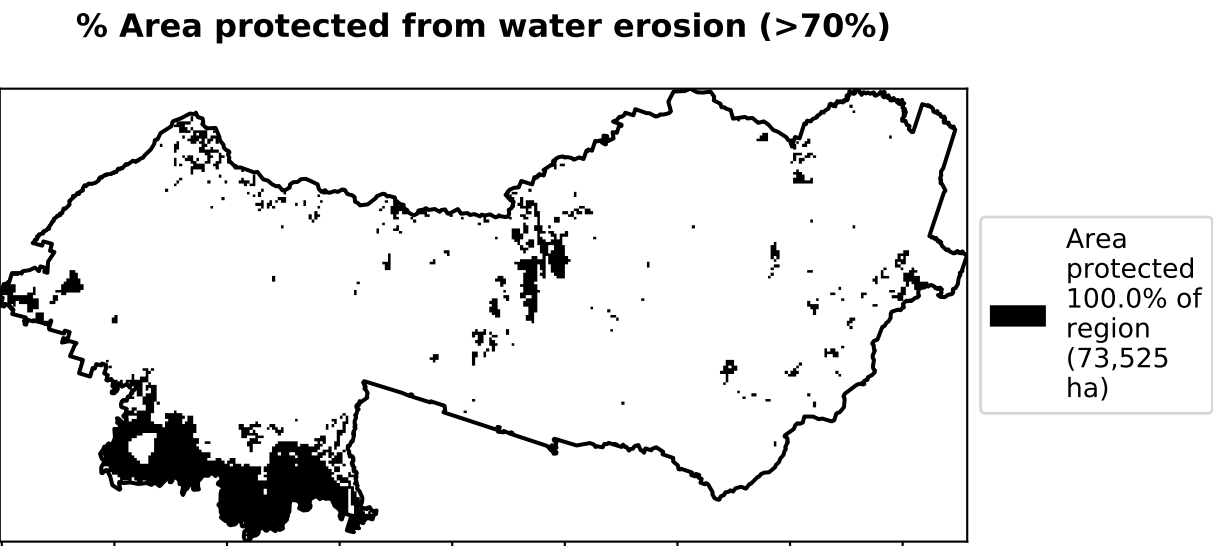 % Area protected from water erosion (>70%)
Area
protected
100.0% of
region
(73,525
ha)